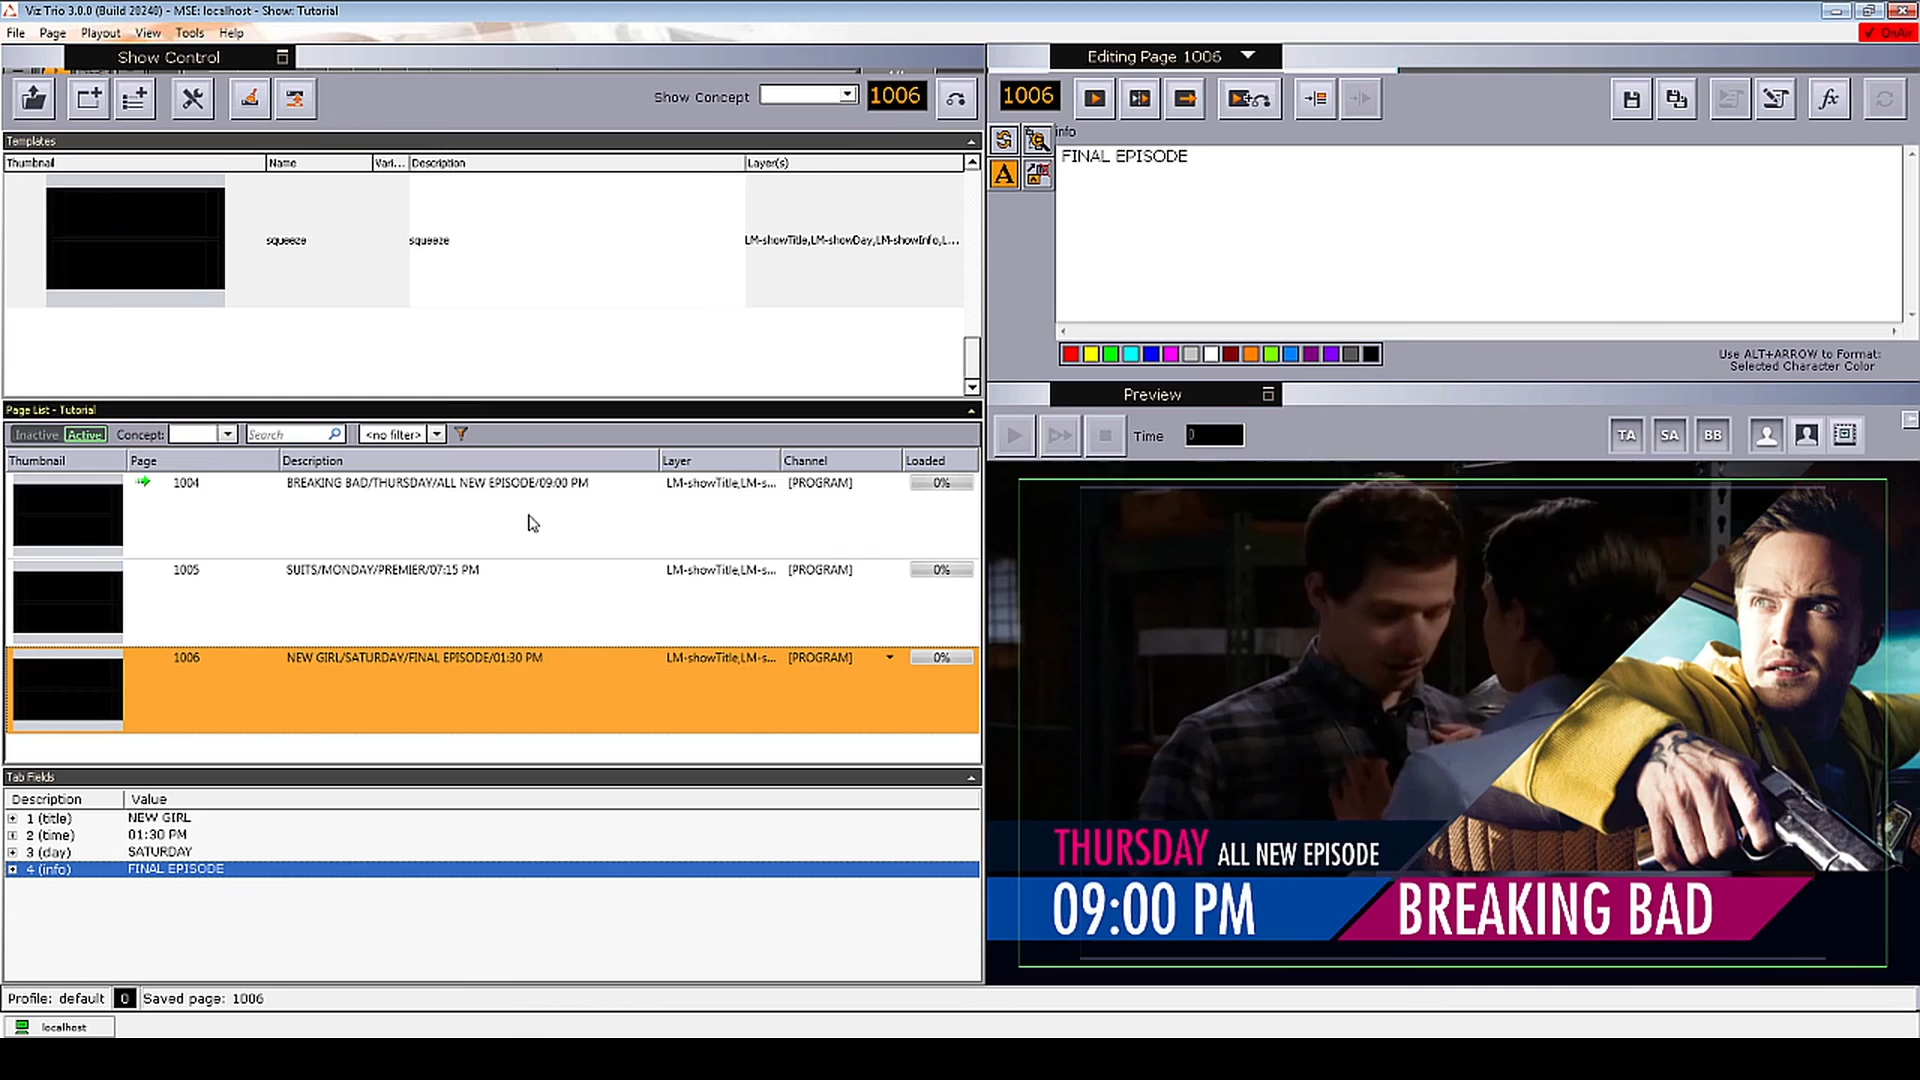 Viz Trio 3.0.0 (Build 20240) - MSE: localhost - Show: Tutorial
File Page Playout View Tools Help
OnAir
Show Control
Editing Page 1006
Show Concept 1006
1006
fx
Templates
info
Thumbnail Name Vari... Description Layer(s)
FINAL EPISODE
A
squeeze squeeze LM-showTitle,LM-showDay,LM-showInfo,L...
Use ALT+ARROW to Format:
Selected Character Color
Preview
Page List - Tutorial
Inactive Active Concept: Search <no filter>
Time 0
TA SA BB
Thumbnail Page Description Layer Channel Loaded
1004 BREAKING BAD/THURSDAY/ALL NEW EPISODE/09:00 PM LM-showTitle,LM-s... [PROGRAM] 0%
1005 SUITS/MONDAY/PREMIER/07:15 PM LM-showTitle,LM-s... [PROGRAM] 0%
1006 NEW GIRL/SATURDAY/FINAL EPISODE/01:30 PM LM-showTitle,LM-s... [PROGRAM] 0%
Tab Fields
Description Value
1 (title) NEW GIRL
2 (time) 01:30 PM
3 (day) SATURDAY
4 (info) FINAL EPISODE
THURSDAY ALL NEW EPISODE
09:00 PM BREAKING BAD
Profile: default 0 Saved page: 1006
localhost